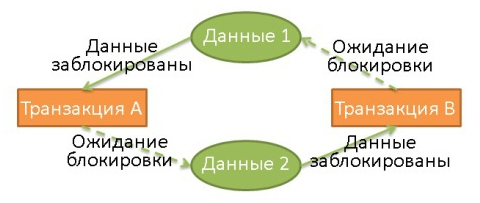 Данные 1
Данные
заблокированы
Ожидание
блокировки
Транзакция A
Транзакция B
Ожидание
блокировки
Данные 2
Данные
заблокированы